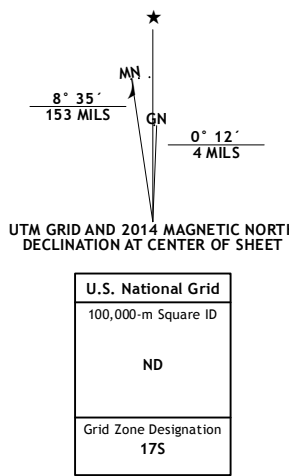 MN
8° 35´
153 MILS
GN
0° 12´
4 MILS
UTM GRID AND 2014 MAGNETIC NORTH
DECLINATION AT CENTER OF SHEET
U.S. National Grid
100,000-m Square ID
ND
Grid Zone Designation
17S